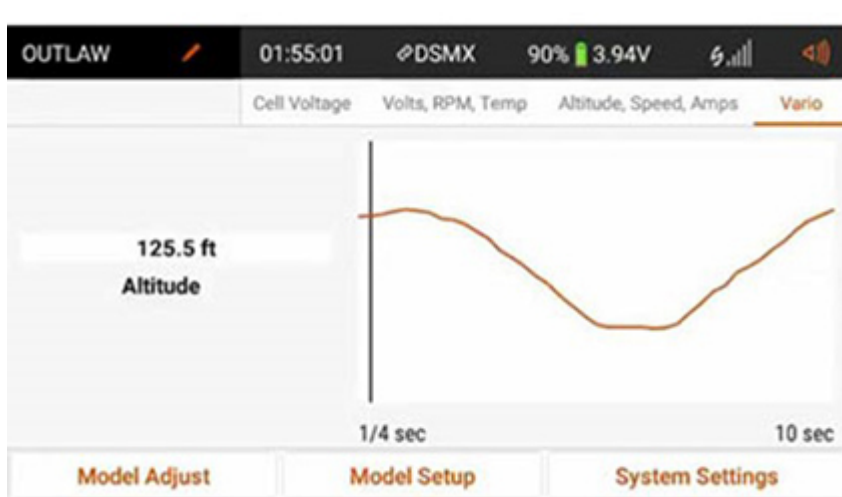 OUTLAW 01:55:01 DSMX 90% 3.94V
Cell Voltage Volts, RPM, Temp Altitude, Speed, Amps Vario
125.5 ft
Altitude
1/4 sec 10 sec
Model Adjust Model Setup System Settings